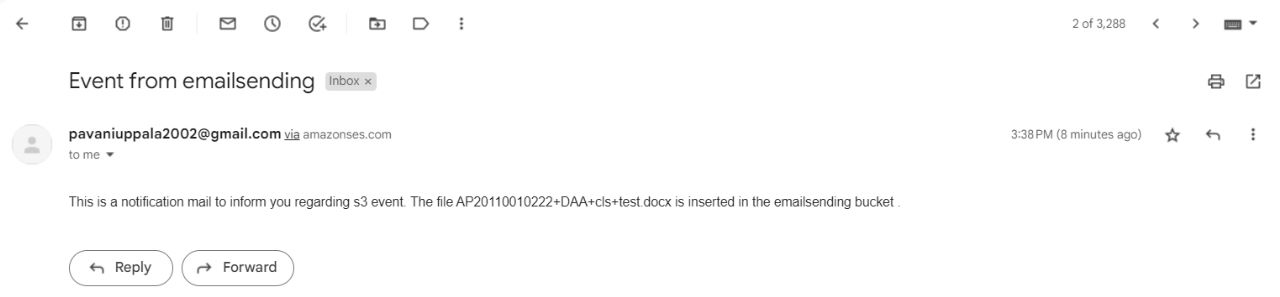 2 of 3,288
Event from emailsending Inbox ×
pavaniuppala2002@gmail.com via amazonses.com 3:38 PM (8 minutes ago)
to me
This is a notification mail to inform you regarding s3 event. The file AP20110010222+DAA+cls+test.docx is inserted in the emailsending bucket .
Reply Forward